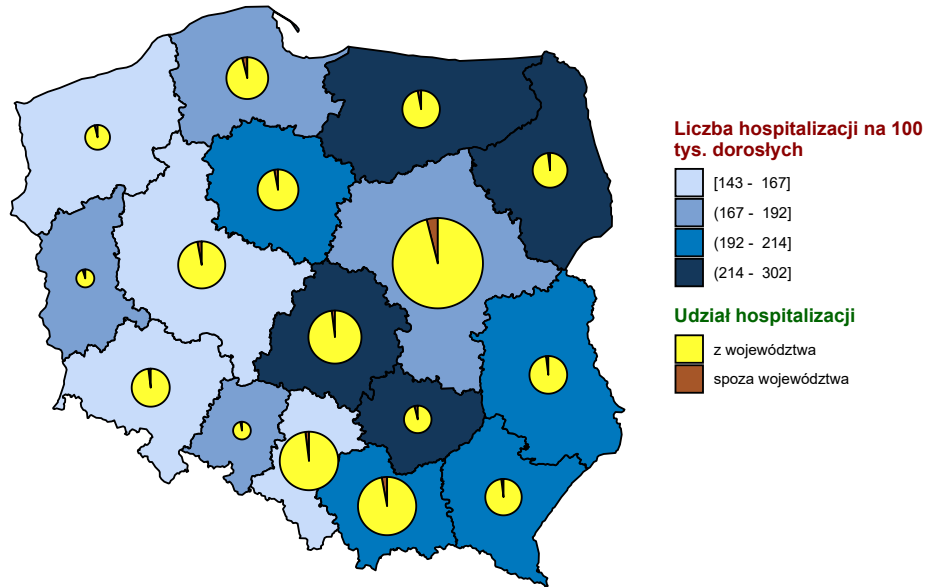 Liczba hospitalizacji na 100
tys. dorosłych
[143 - 167]
(167 - 192]
(192 - 214]
(214 - 302]
Udział hospitalizacji
z województwa
spoza województwa